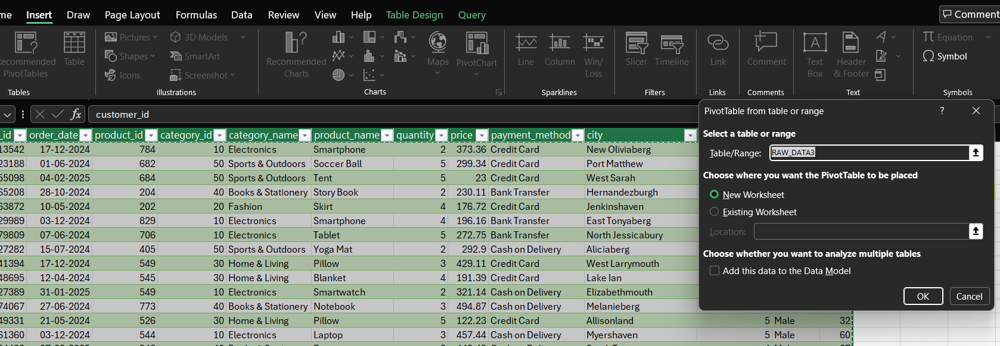 me Insert Draw Page Layout Formulas Data Review View Help Table Design Query Comment
Pictures 3D Models Equation
Shapes SmartArt Symbol
Icons Screenshot
ecommended PivotTables Table Recommended Charts Maps PivotChart Line Column Win/ Loss Slicer Timeline Link Comment Text Box Header & Footer
Tables Illustrations Charts Sparklines Filters Links Comments Text Symbols
fx customer_id
_id order_date product_id category_id category_name product_name quantity price payment_method city
13542 17-12-2024 784 10 Electronics Smartphone 2 373.36 Credit Card New Oliviaberg
23188 01-06-2024 682 50 Sports & Outdoors Soccer Ball 5 299.34 Credit Card Port Matthew
55098 04-02-2025 684 50 Sports & Outdoors Tent 5 23 Credit Card West Sarah
65208 28-10-2024 204 40 Books & Stationery Story Book 2 230.11 Bank Transfer Hernandezburgh
63872 10-05-2024 202 20 Fashion Skirt 4 176.72 Credit Card Jenkinshaven
29989 03-12-2024 829 10 Electronics Smartphone 4 196.16 Bank Transfer East Tonyaberg
79809 07-06-2024 706 10 Electronics Tablet 5 272.75 Bank Transfer North Jessicabury
27282 15-07-2024 405 50 Sports & Outdoors Yoga Mat 2 292.9 Cash on Delivery Aliciaberg
41394 17-12-2024 549 30 Home & Living Pillow 3 429.11 Credit Card West Larrymouth
48695 12-04-2024 545 30 Home & Living Blanket 4 191.39 Credit Card Lake Ian
27389 31-01-2025 549 10 Electronics Smartwatch 2 321.14 Cash on Delivery Elizabethmouth
74067 27-06-2024 773 40 Books & Stationery Notebook 3 494.87 Cash on Delivery Melanieberg
49331 21-05-2024 526 30 Home & Living Pillow 5 122.23 Credit Card Allisonland 5 Male 32
61360 03-12-2024 544 10 Electronics Laptop 3 457.44 Cash on Delivery Myershaven 5 Male 60
PivotTable from table or range ?
Select a table or range
Table/Range: RAW_DATA3
Choose where you want the PivotTable to be placed
New Worksheet
Existing Worksheet
Location:
Choose whether you want to analyze multiple tables
Add this data to the Data Model
OK Cancel